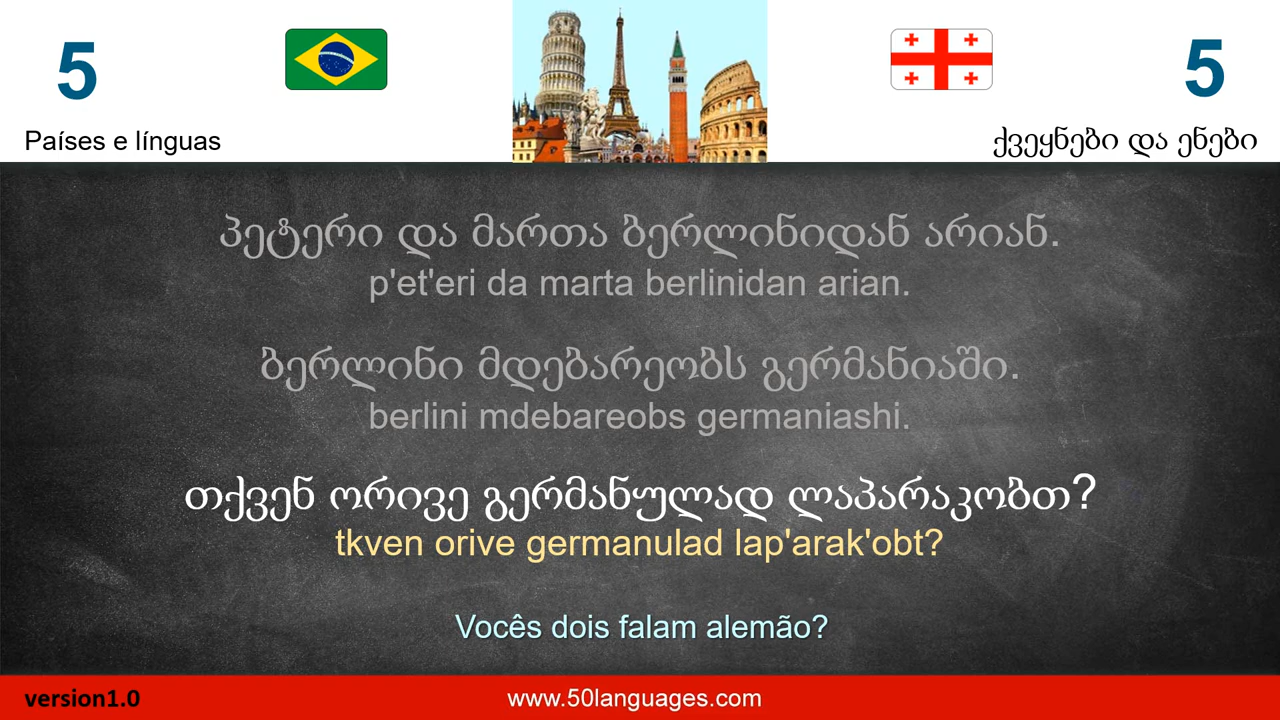 5
5
Países e línguas
ქვეყნები და ენები
პეტერი და მართა ბერლინიდან არიან.
p'et'eri da marta berlinidan arian.
ბერლინი მდებარეობს გერმანიაში.
berlini mdebareobs germaniashi.
თქვენ ორივე გერმანულად ლაპარაკობთ?
tkven orive germanulad lap'arak'obt?
Vocês dois falam alemão?
version1.0
www.50languages.com